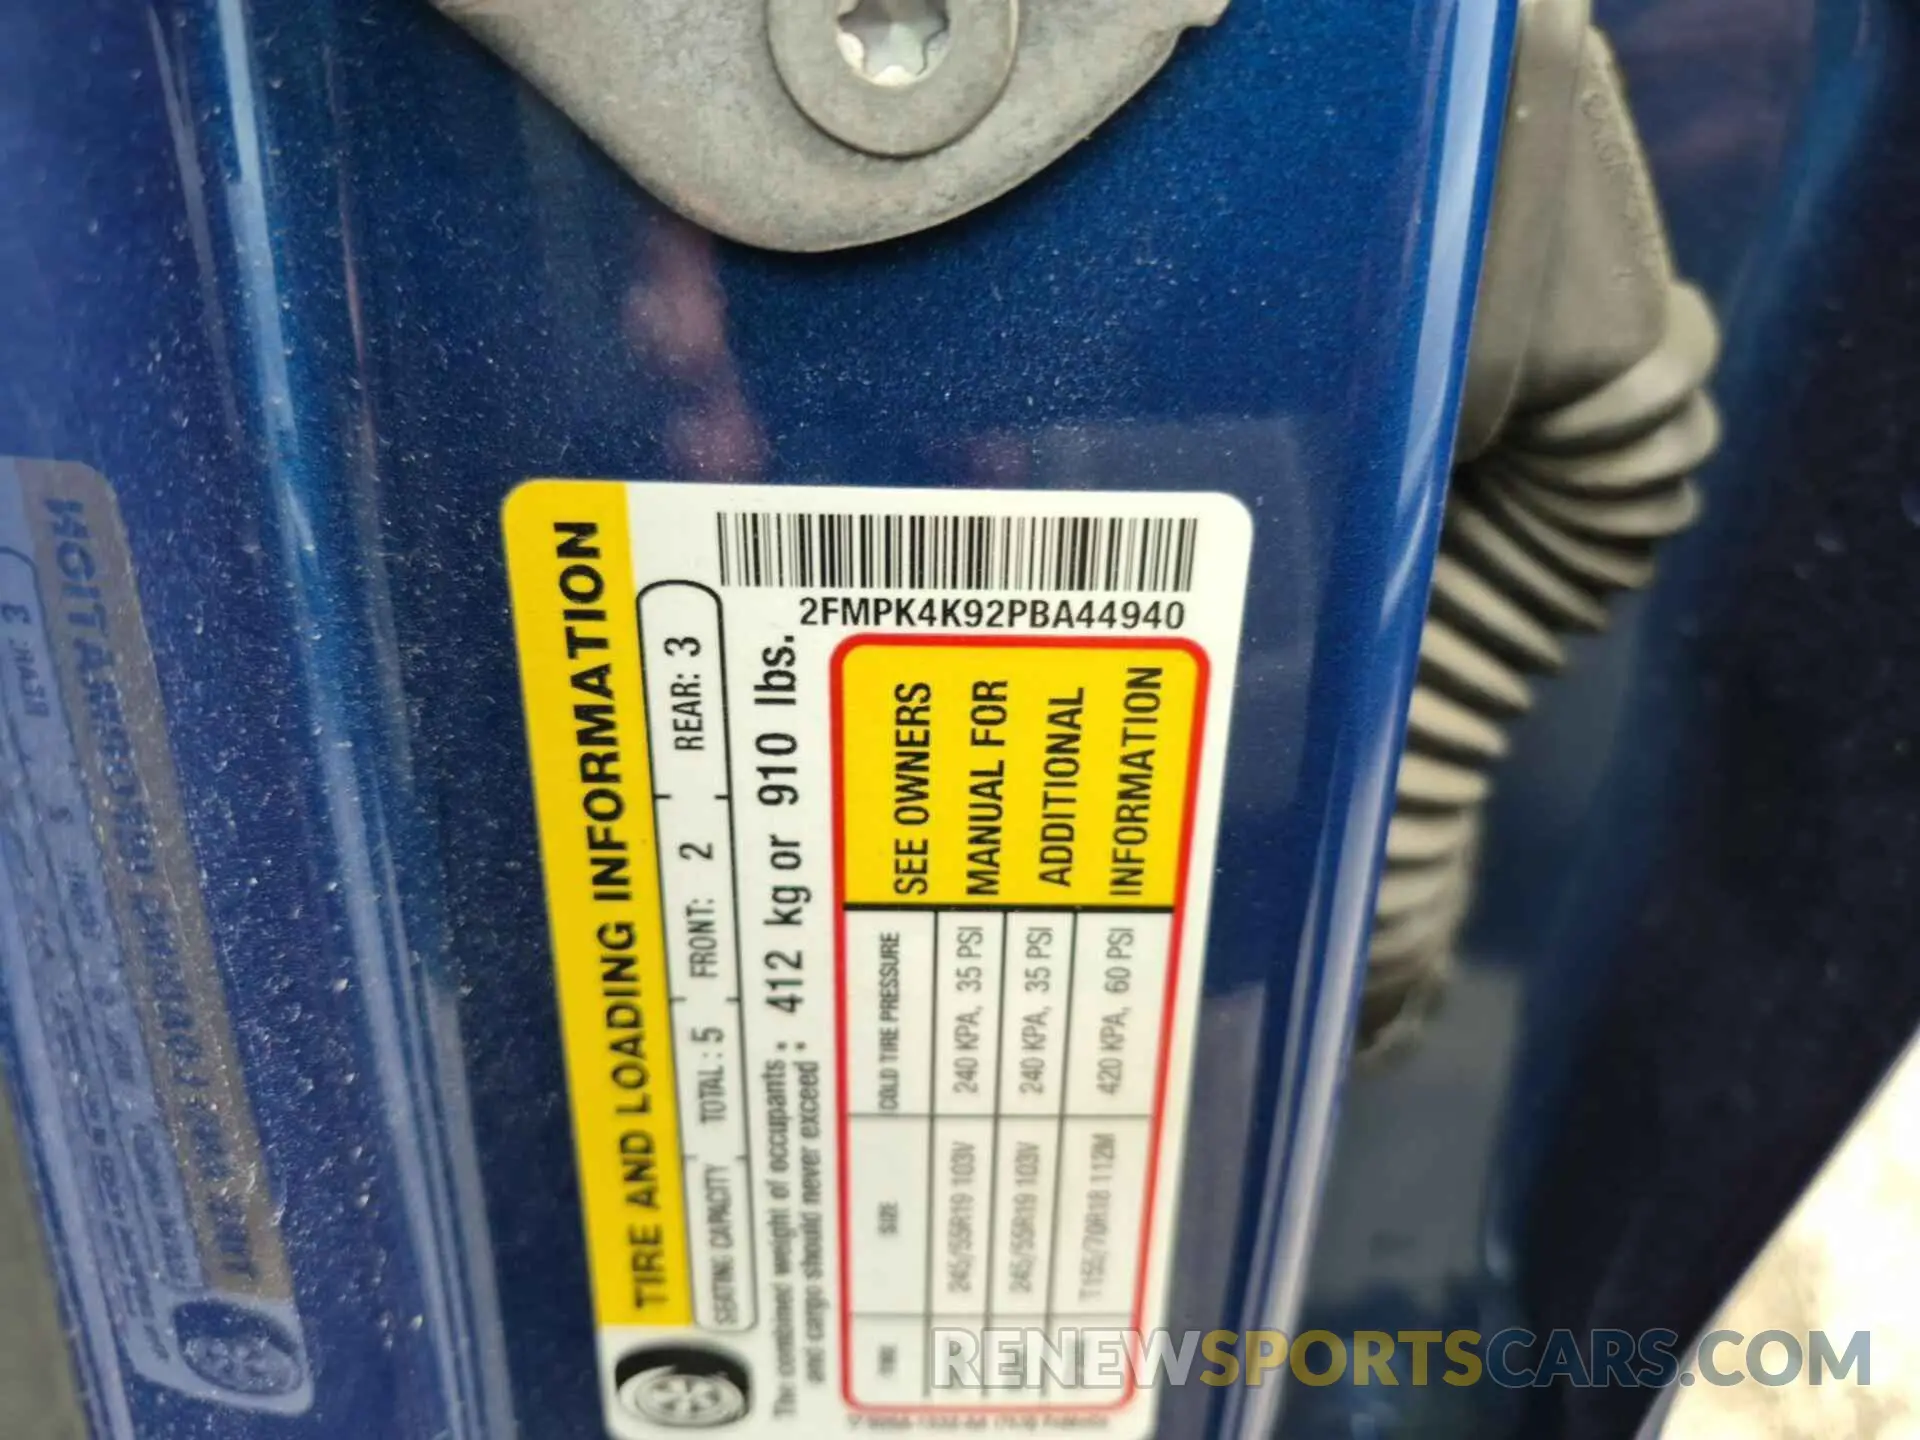 TIRE AND LOADING INFORMATION
SEATING CAPACITY TOTAL: 5 FRONT: 2 REAR: 3
The combined weight of occupants and cargo should never exceed : 412 kg or 910 lbs.
2FMPK4K92PBA44940
TIRE SIZE COLD TIRE PRESSURE
245/55R19 103V 240 KPA, 35 PSI
245/55R19 103V 240 KPA, 35 PSI
T155/70R18 112M 420 KPA, 60 PSI
SEE OWNERS
MANUAL FOR
ADDITIONAL
INFORMATION
RENEWSPORTSCARS.COM